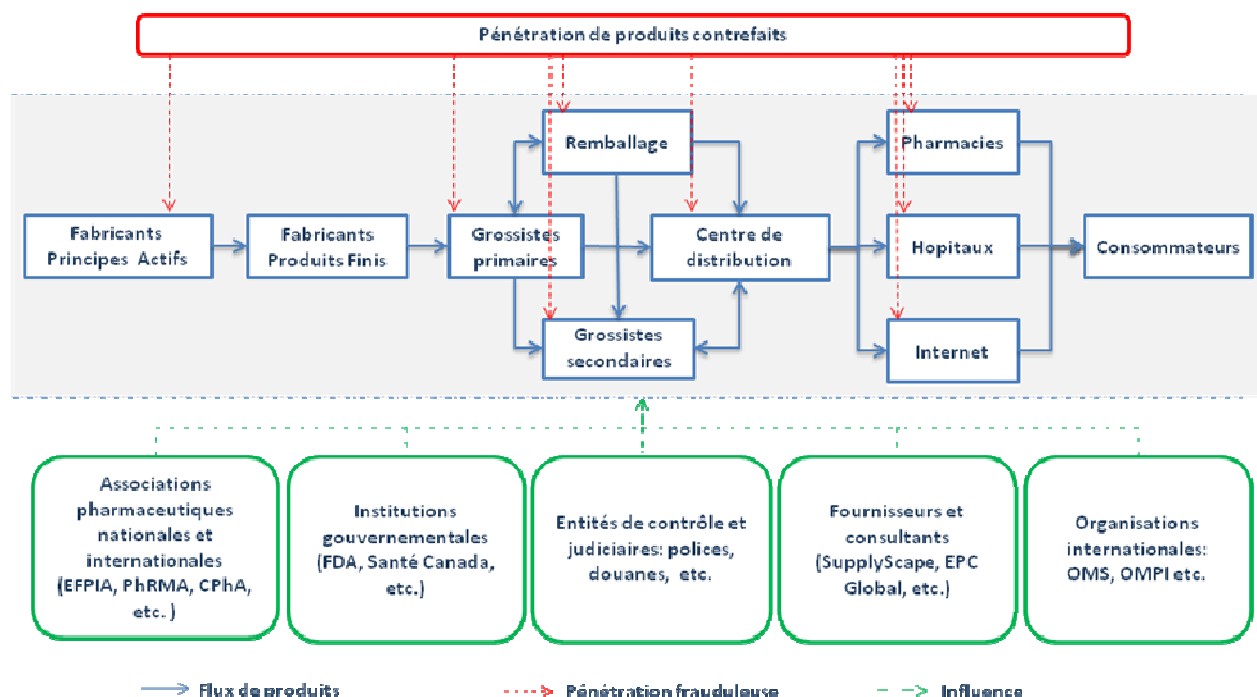 Pénétration de produits contrefaits
Remballage
Pharmacies
Fabricants
Principes Actifs
Fabricants
Produits Finis
Grossistes
primaires
Centre de
distribution
Hopitaux
Consommateurs
Grossistes
secondaires
Internet
Associations
pharmaceutiques
nationales et
internationales
(EFPIA, PhRMA, CPhA,
etc. )
Institutions
gouvernementales
(FDA, Santé Canada,
etc.)
Entités de contrôle et
judiciaires: polices,
douanes, etc.
Fournisseurs et
consultants
(SupplyScape, EPC
Global, etc.)
Organisations
internationales:
OMS, OMPI etc.
Flux de produits
Pénétration frauduleuse
Influence